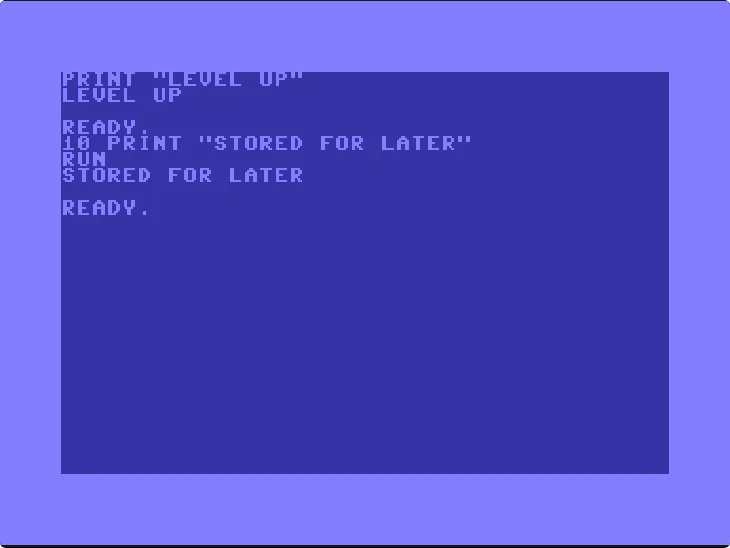 PRINT "LEVEL UP"
LEVEL UP
READY.
10 PRINT "STORED FOR LATER"
RUN
STORED FOR LATER
READY.